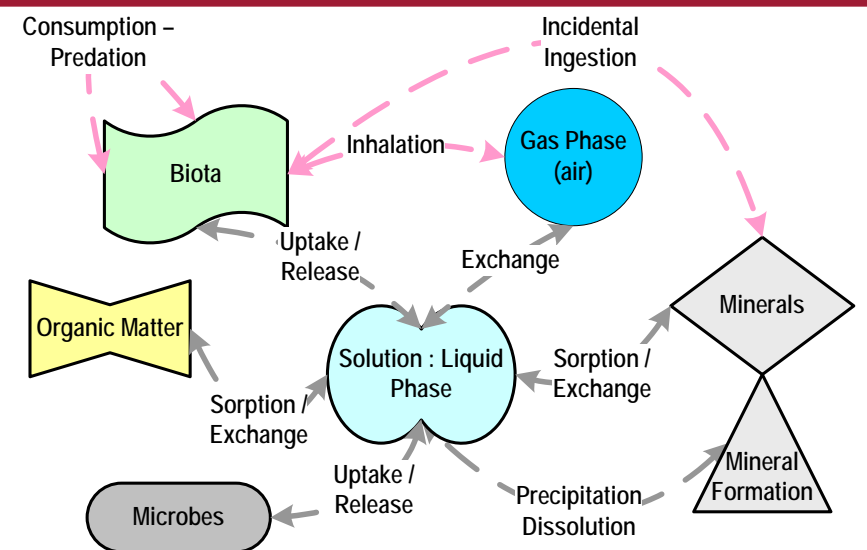 Consumption –
Predation
Incidental
Ingestion
Inhalation
Gas Phase
(air)
Biota
Uptake /
Release
Exchange
Organic Matter
Solution : Liquid
Phase
Minerals
Sorption /
Exchange
Sorption /
Exchange
Uptake /
Release
Microbes
Precipitation
Dissolution
Mineral
Formation